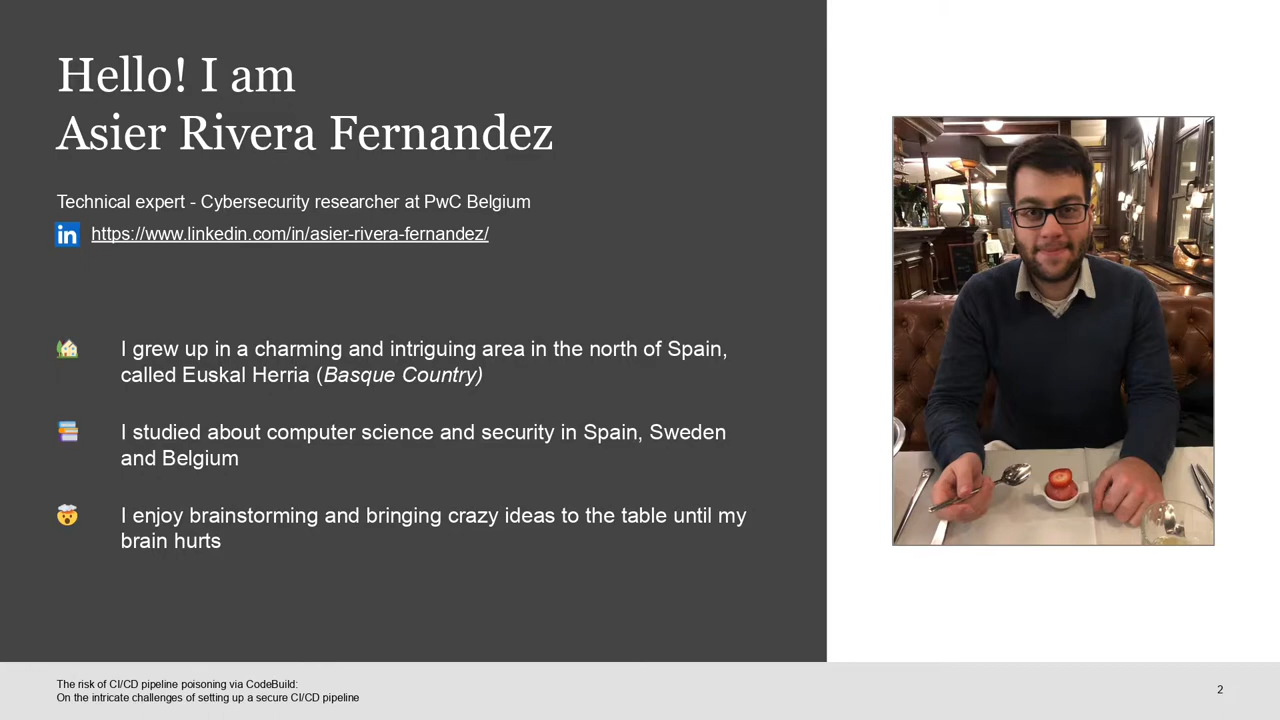 Hello! I am
Asier Rivera Fernandez
Technical expert - Cybersecurity researcher at PwC Belgium
in https://www.linkedin.com/in/asier-rivera-fernandez/
I grew up in a charming and intriguing area in the north of Spain,
called Euskal Herria (Basque Country)
I studied about computer science and security in Spain, Sweden
and Belgium
I enjoy brainstorming and bringing crazy ideas to the table until my
brain hurts
The risk of CI/CD pipeline poisoning via CodeBuild:
On the intricate challenges of setting up a secure CI/CD pipeline
2